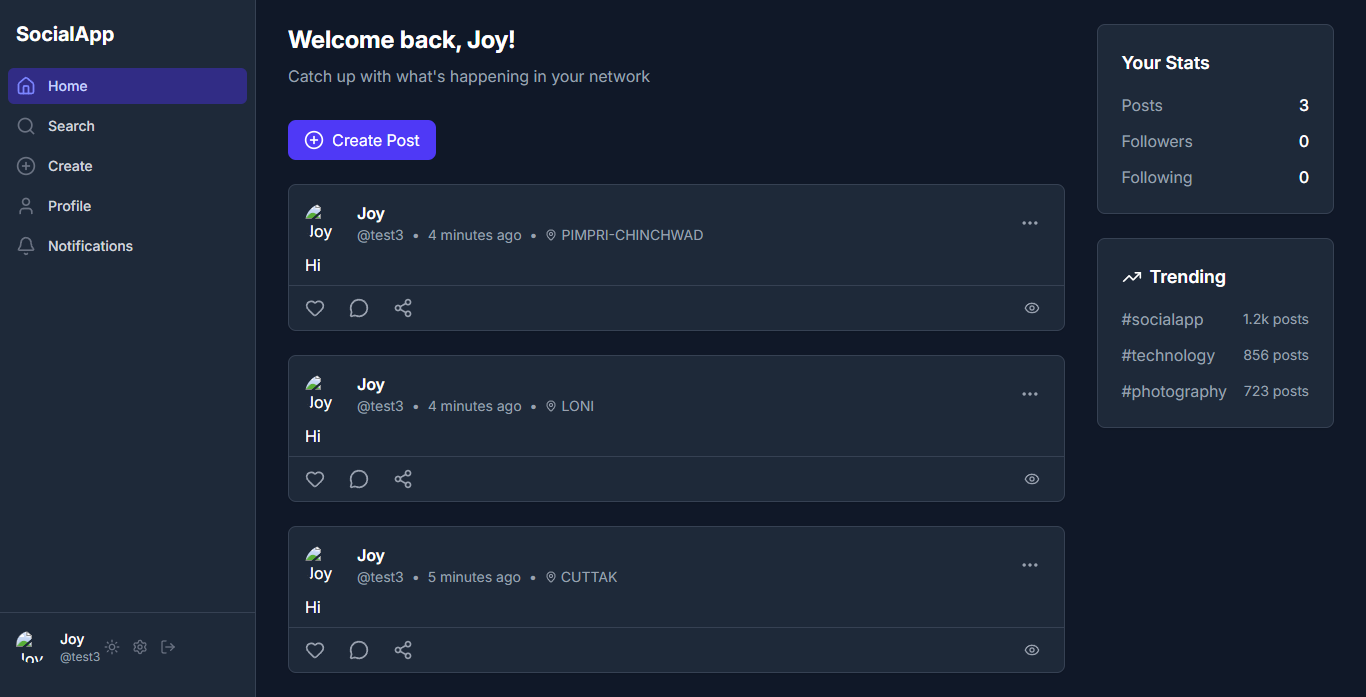 SocialApp
Home
Search
Create
Profile
Notifications
Joy
Joy
@test3
Welcome back, Joy!
Catch up with what's happening in your network
Create Post
Joy
Joy
@test3 • 4 minutes ago • PIMPRI-CHINCHWAD
Hi
Joy
Joy
@test3 • 4 minutes ago • LONI
Hi
Joy
Joy
@test3 • 5 minutes ago • CUTTAK
Hi
Your Stats
Posts 3
Followers 0
Following 0
Trending
#socialapp 1.2k posts
#technology 856 posts
#photography 723 posts